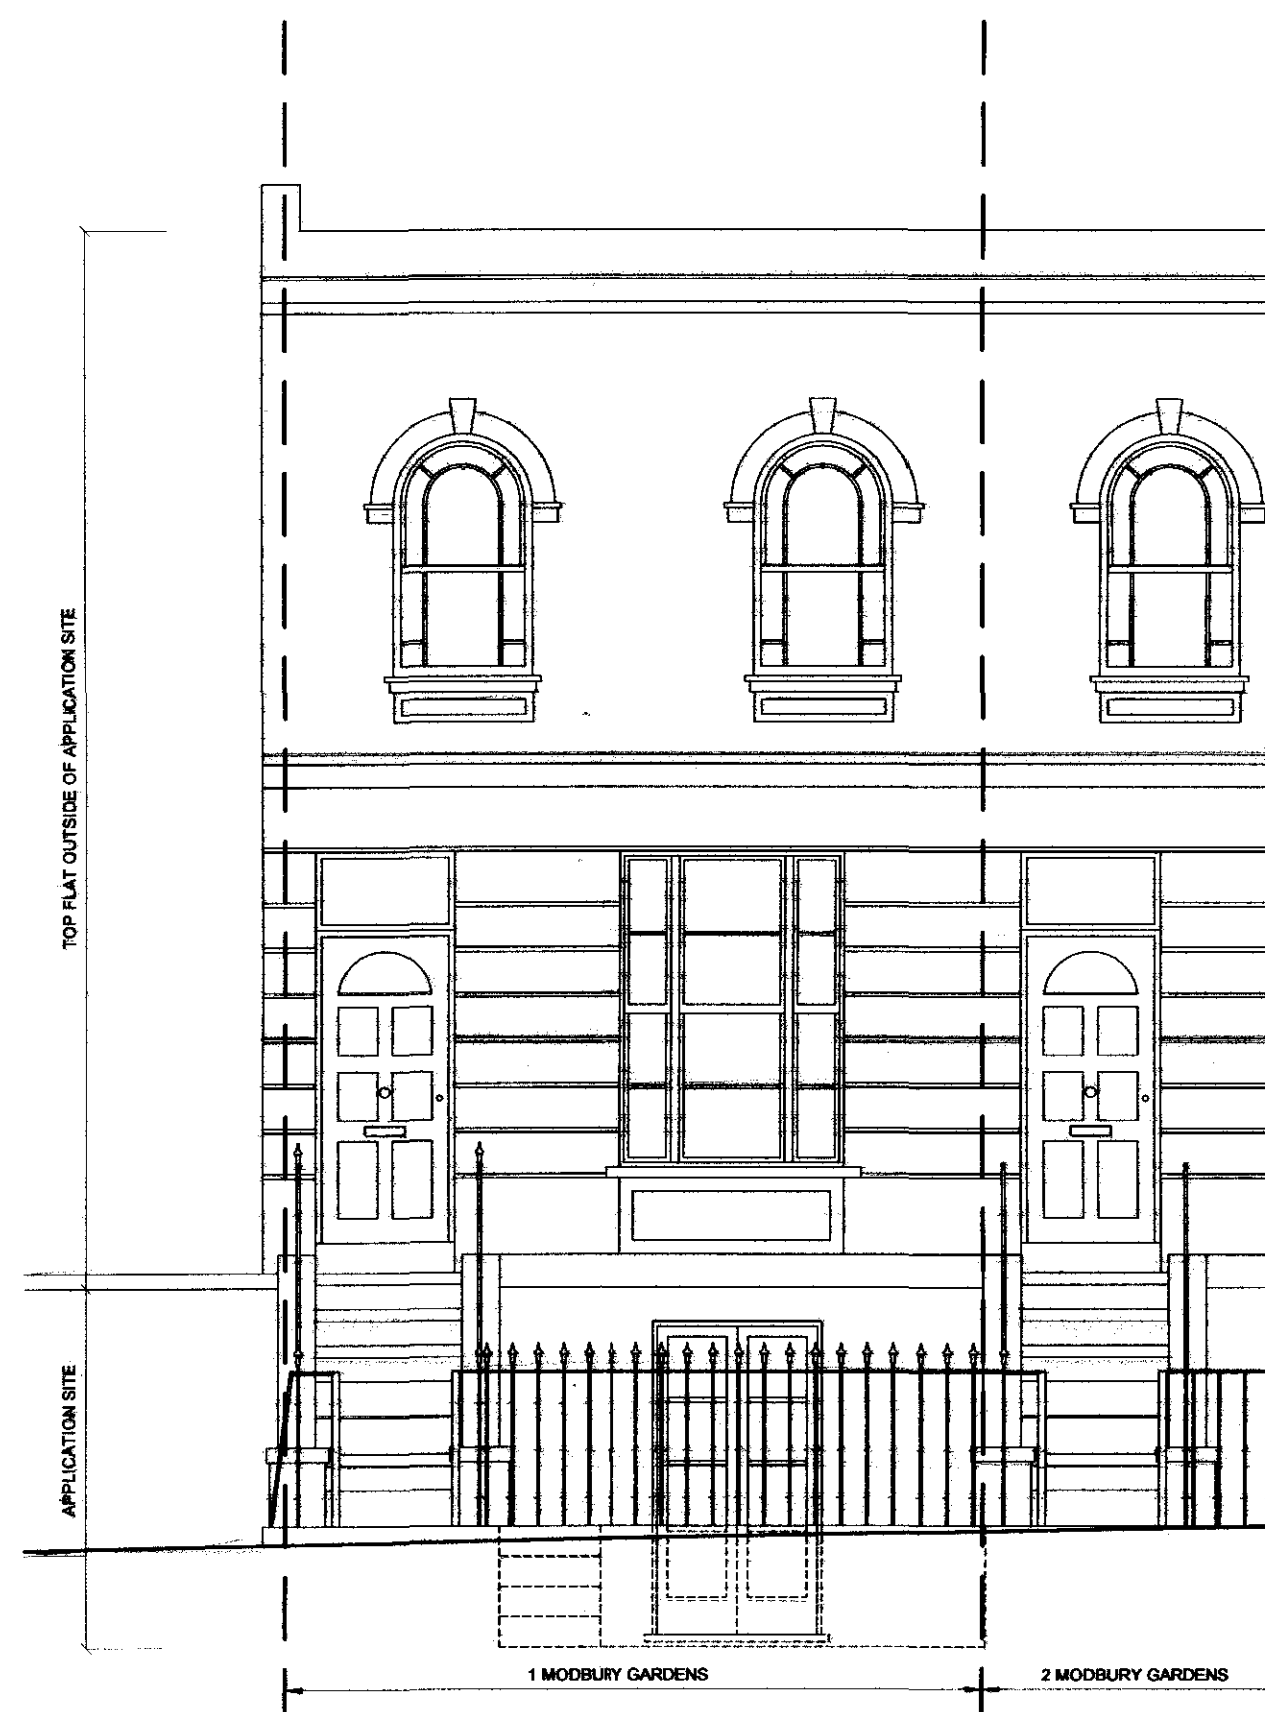 TOP FLAT OUTSIDE OF APPLICATION SITE
APPLICATION SITE
1 MODBURY GARDENS
2 MODBURY GARDENS